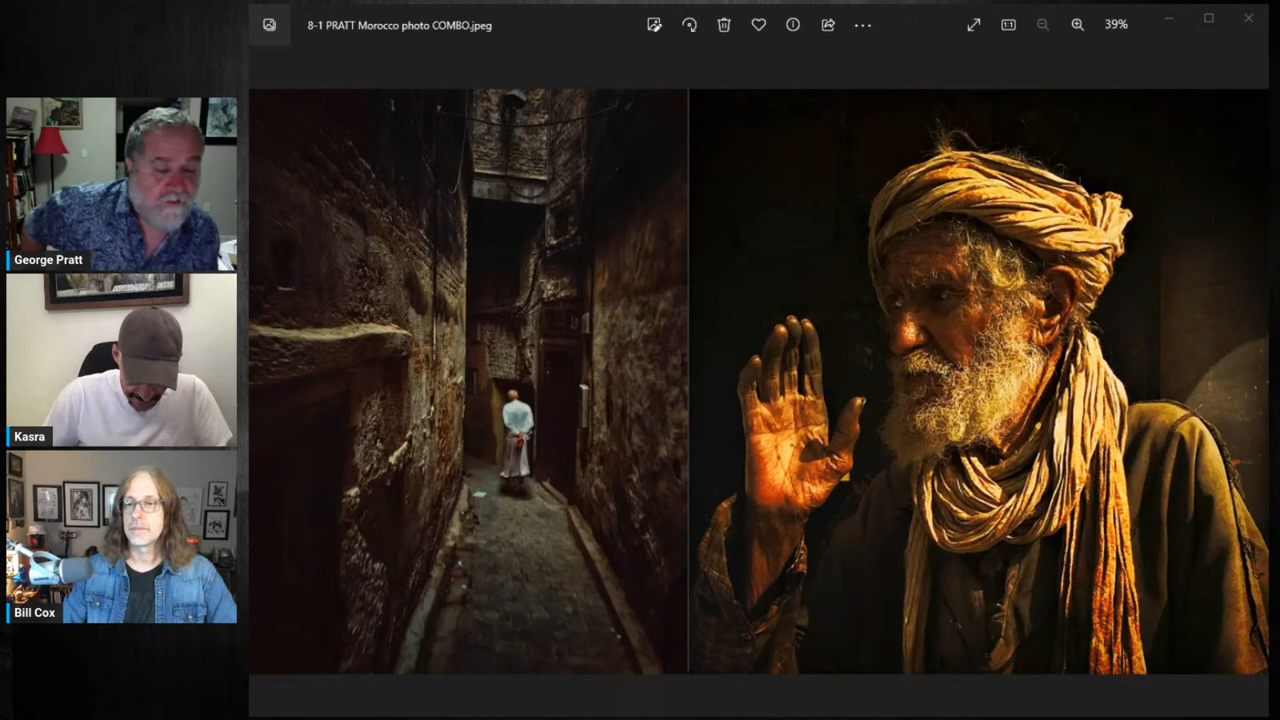 8-1 PRATT Morocco photo COMBO.jpeg
39%
George Pratt
Kasra
Bill Cox